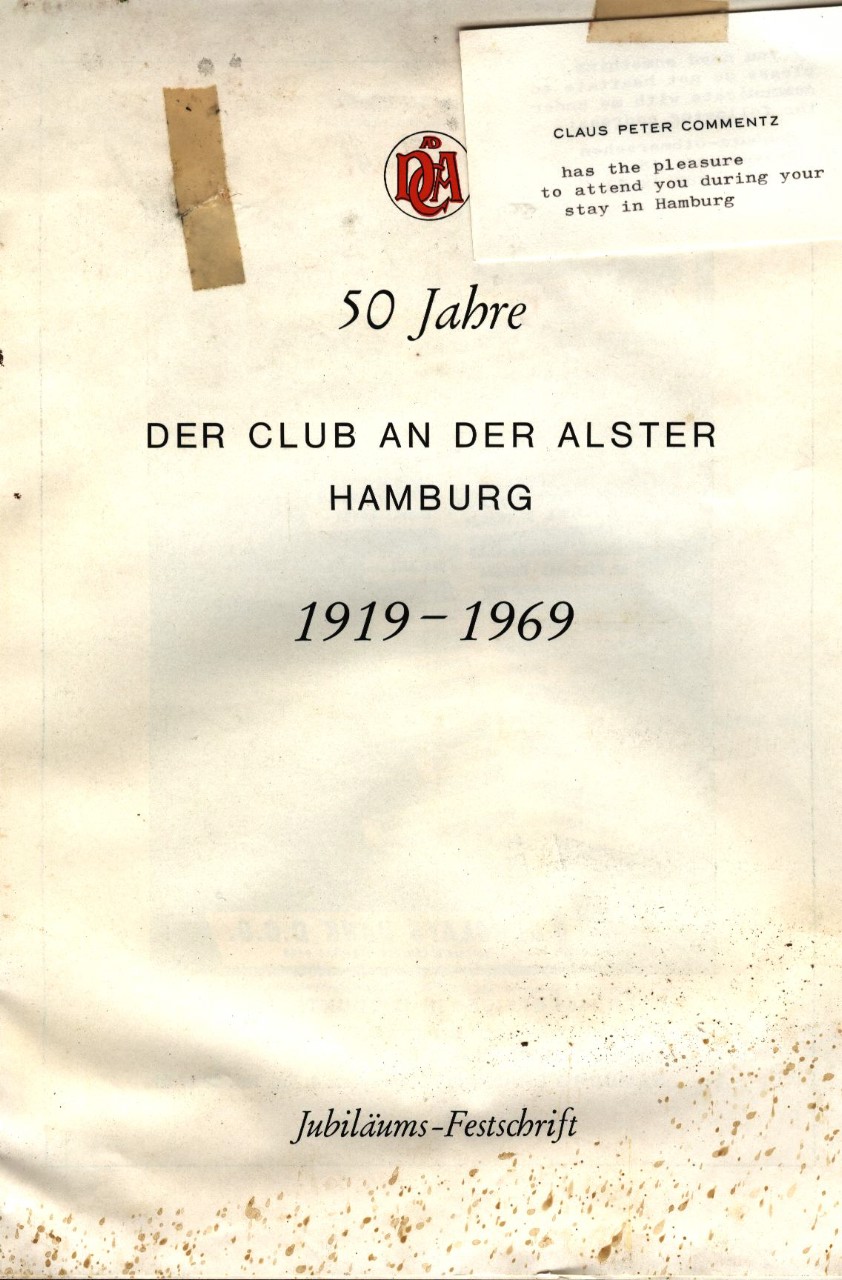 CLAUS PETER COMMENTZ
has the pleasure
to attend you during your
stay in Hamburg
50 Jahre
DER CLUB AN DER ALSTER
HAMBURG
1919 – 1969
Jubiläums-Festschrift